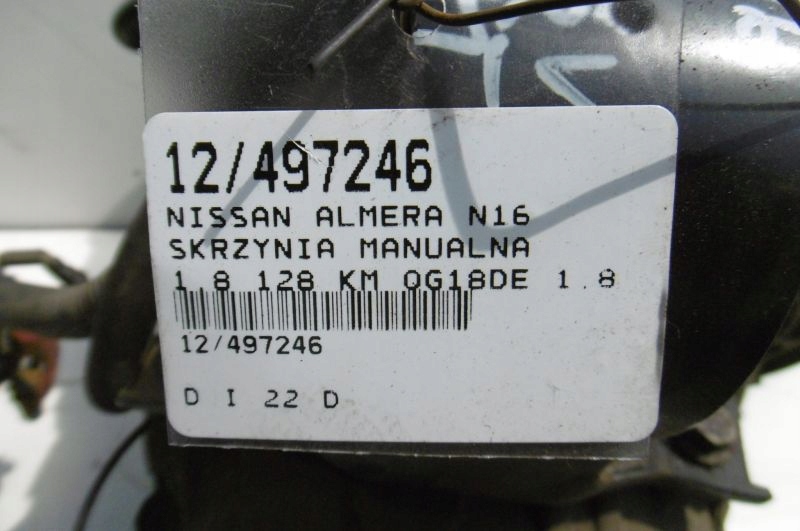 12/497246
NISSAN ALMERA N16
SKRZYNIA MANUALNA
1.8 128 KM QG18DE 1.8
12/497246
D I 22 D